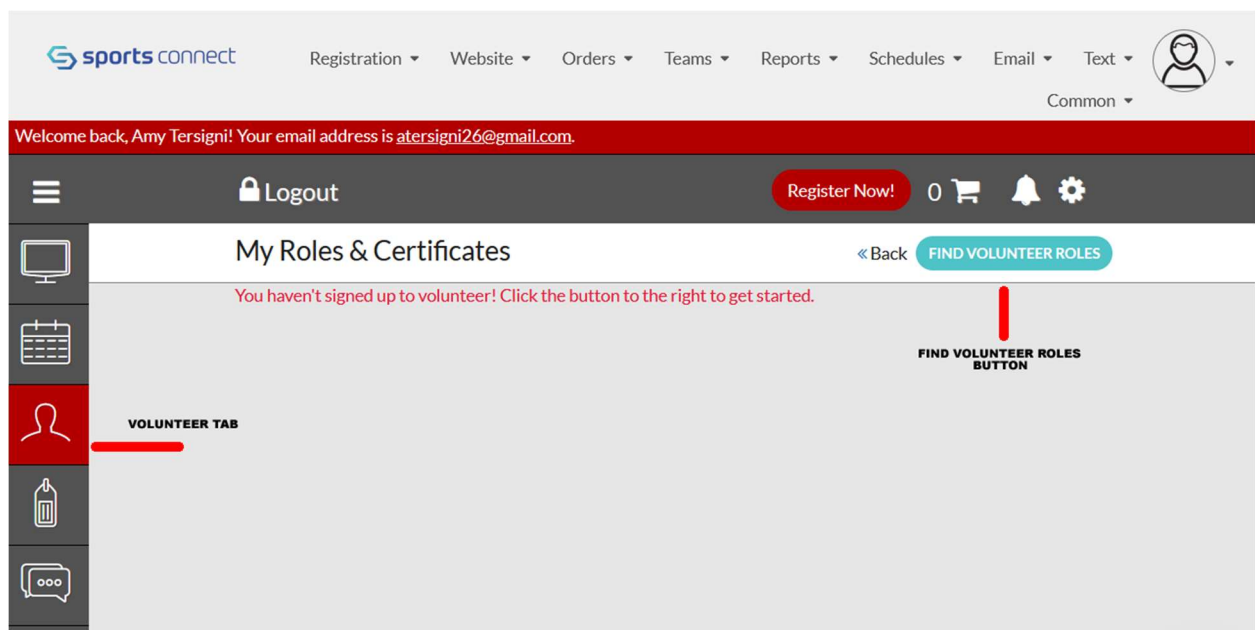 sports connect
Registration Website Orders Teams Reports Schedules Email Text
Common
Welcome back, Amy Tersigni! Your email address is atersigni26@gmail.com.
Logout Register Now! 0
My Roles & Certificates «Back FIND VOLUNTEER ROLES
You haven't signed up to volunteer! Click the button to the right to get started.
FIND VOLUNTEER ROLES
BUTTON
VOLUNTEER TAB